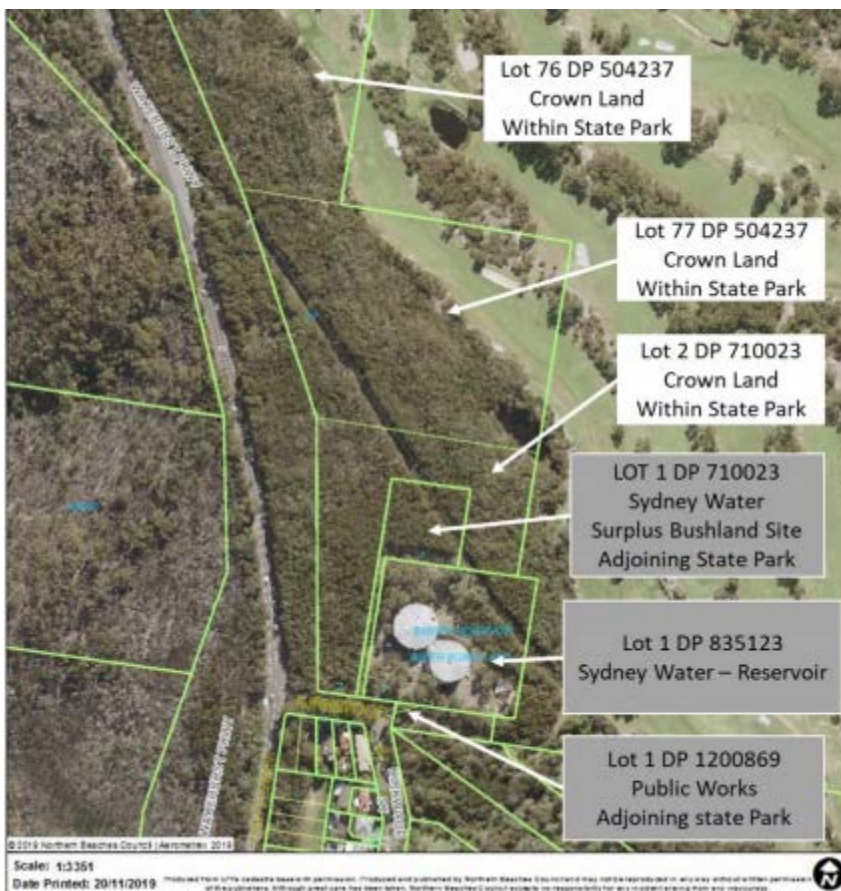 Lot 76 DP 504237
Crown Land
Within State Park
Lot 77 DP 504237
Crown Land
Within State Park
Lot 2 DP 710023
Crown Land
Within State Park
LOT 1 DP 710023
Sydney Water
Surplus Bushland Site
Adjoining State Park
Lot 1 DP 835123
Sydney Water – Reservoir
Lot 1 DP 1200869
Public Works
Adjoining state Park
© 2019 Northern Beaches Council | Aerometrex 2019
Scale: 1:3351
Date Printed: 20/11/2019
N